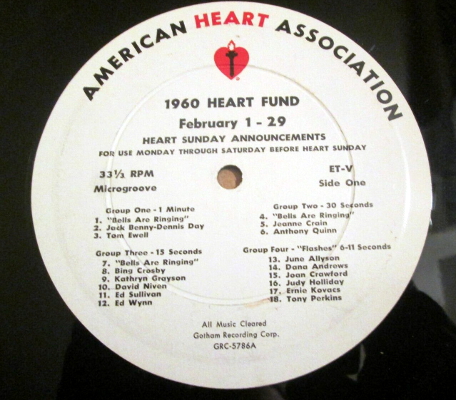 AMERICAN HEART ASSOCIATION
1960 HEART FUND
February 1 - 29
HEART SUNDAY ANNOUNCEMENTS
FOR USE MONDAY THROUGH SATURDAY BEFORE HEART SUNDAY
33⅓ RPM
Microgroove
ET-V
Side One
Group One - 1 Minute
1. "Bells Are Ringing"
2. Jack Benny-Dennis Day
3. Tom Ewell
Group Two - 30 Seconds
4. "Bells Are Ringing"
5. Jeanne Crain
6. Anthony Quinn
Group Three - 15 Seconds
7. "Bells Are Ringing"
8. Bing Crosby
9. Kathryn Grayson
10. David Niven
11. Ed Sullivan
12. Ed Wynn
Group Four - "Flashes" 6-11 Seconds
13. June Allyson
14. Dana Andrews
15. Joan Crawford
16. Judy Holliday
17. Ernie Kovacs
18. Tony Perkins
All Music Cleared
Gotham Recording Corp.
GRC-5786A